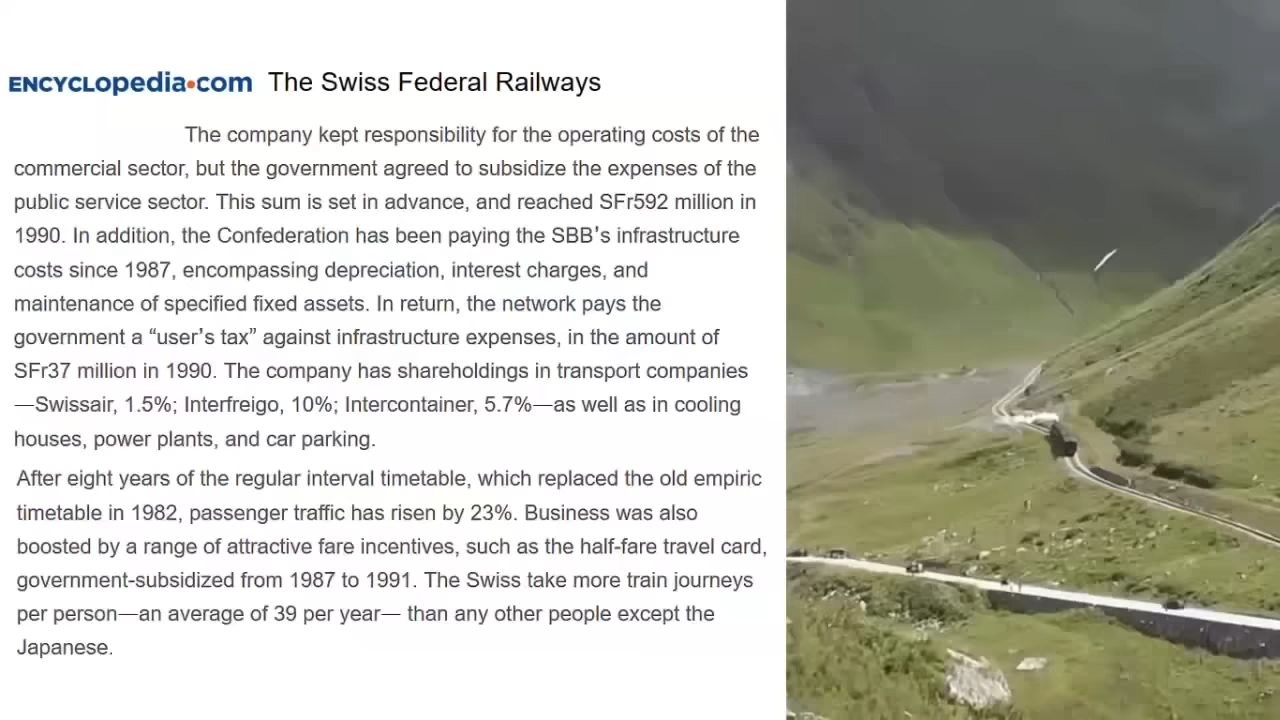 ENCYCLOpedia.com The Swiss Federal Railways
The company kept responsibility for the operating costs of the
commercial sector, but the government agreed to subsidize the expenses of the
public service sector. This sum is set in advance, and reached SFr592 million in
1990. In addition, the Confederation has been paying the SBB’s infrastructure
costs since 1987, encompassing depreciation, interest charges, and
maintenance of specified fixed assets. In return, the network pays the
government a “user’s tax” against infrastructure expenses, in the amount of
SFr37 million in 1990. The company has shareholdings in transport companies
—Swissair, 1.5%; Interfreigo, 10%; Intercontainer, 5.7%—as well as in cooling
houses, power plants, and car parking.
After eight years of the regular interval timetable, which replaced the old empiric
timetable in 1982, passenger traffic has risen by 23%. Business was also
boosted by a range of attractive fare incentives, such as the half-fare travel card,
government-subsidized from 1987 to 1991. The Swiss take more train journeys
per person—an average of 39 per year— than any other people except the
Japanese.